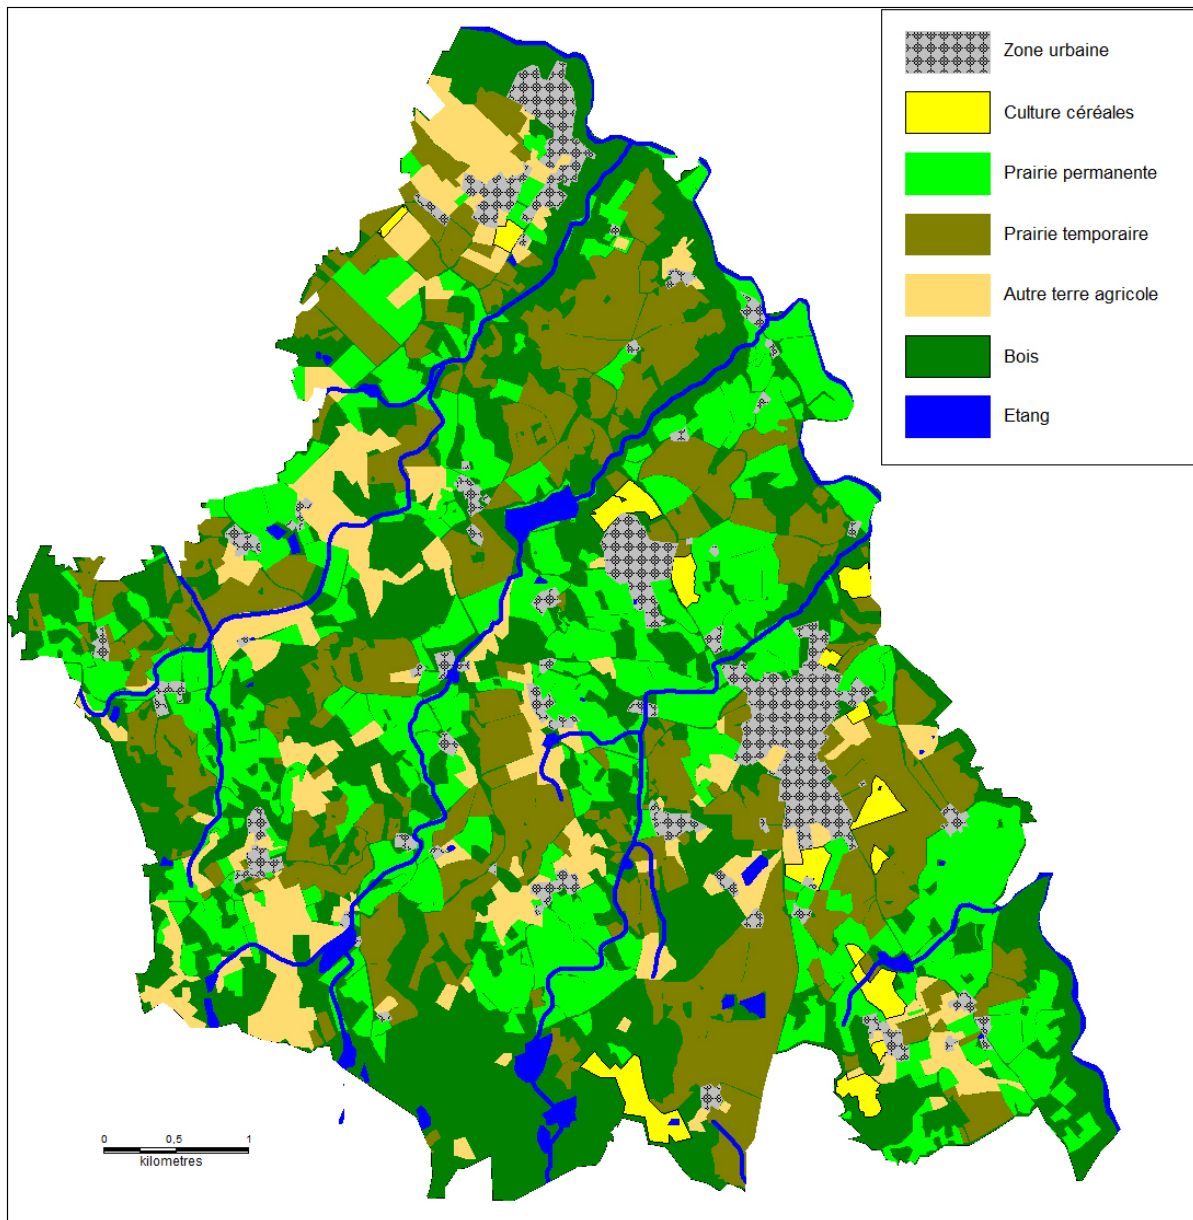 Zone urbaine
Culture céréales
Prairie permanente
Prairie temporaire
Autre terre agricole
Bois
Etang
0 0,5 1
kilometres